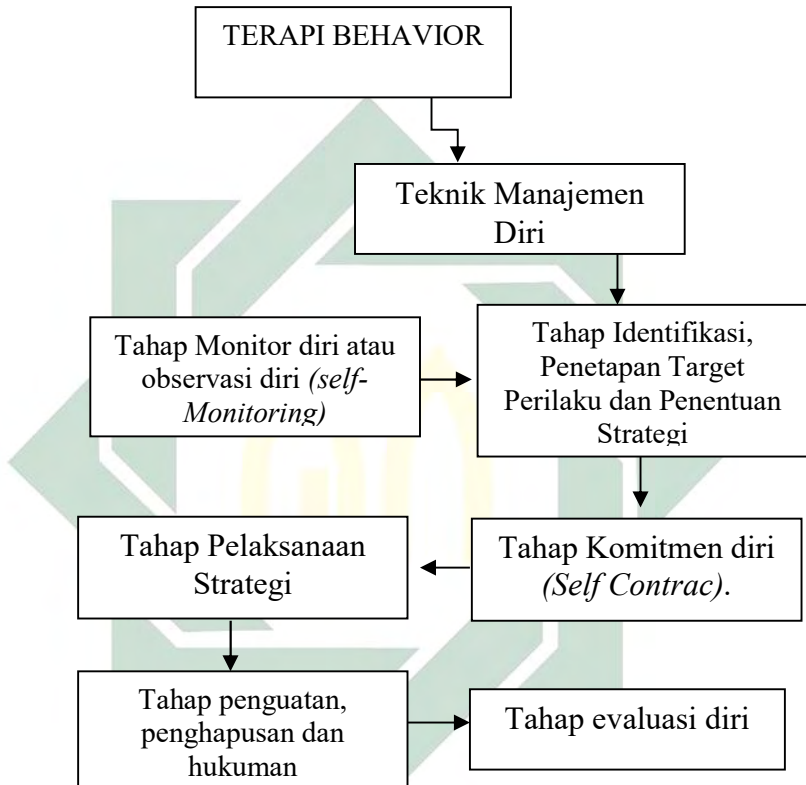 TERAPI BEHAVIOR
Teknik Manajemen
Diri
Tahap Monitor diri atau
observasi diri (self-
Monitoring)
Tahap Identifikasi,
Penetapan Target
Perilaku dan Penentuan
Strategi
Tahap Komitmen diri
(Self Contrac).
Tahap Pelaksanaan
Strategi
Tahap penguatan,
penghapusan dan
hukuman
Tahap evaluasi diri